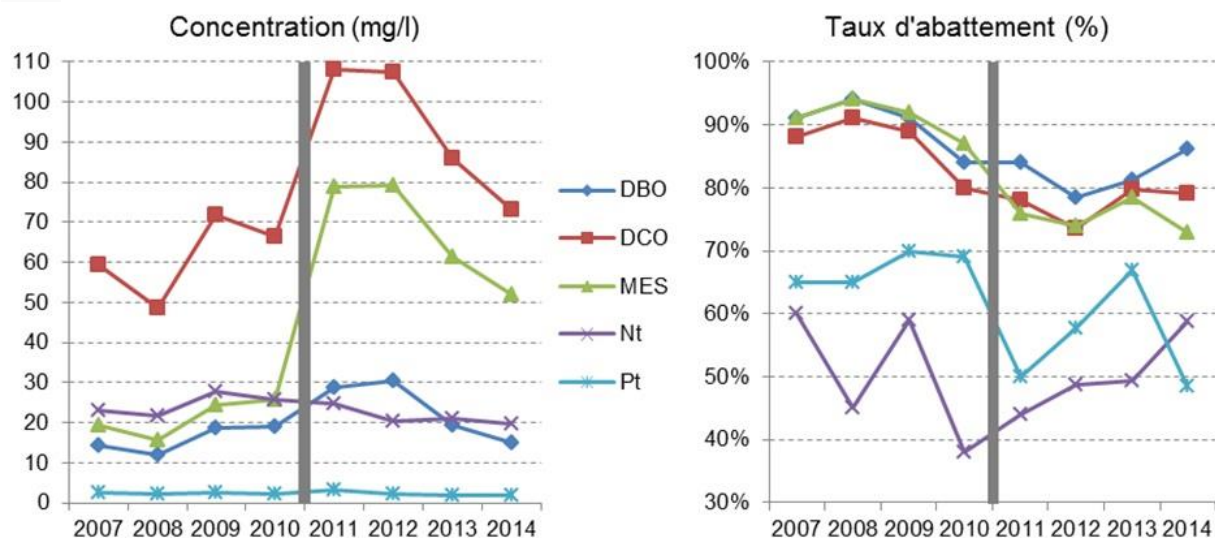 Concentration (mg/l)
110
100
90
80
70
60
50
40
30
20
10
0
2007 2008 2009 2010 2011 2012 2013 2014
DBO
DCO
MES
Nt
Pt
Taux d'abattement (%)
100%
90%
80%
70%
60%
50%
40%
30%
2007 2008 2009 2010 2011 2012 2013 2014